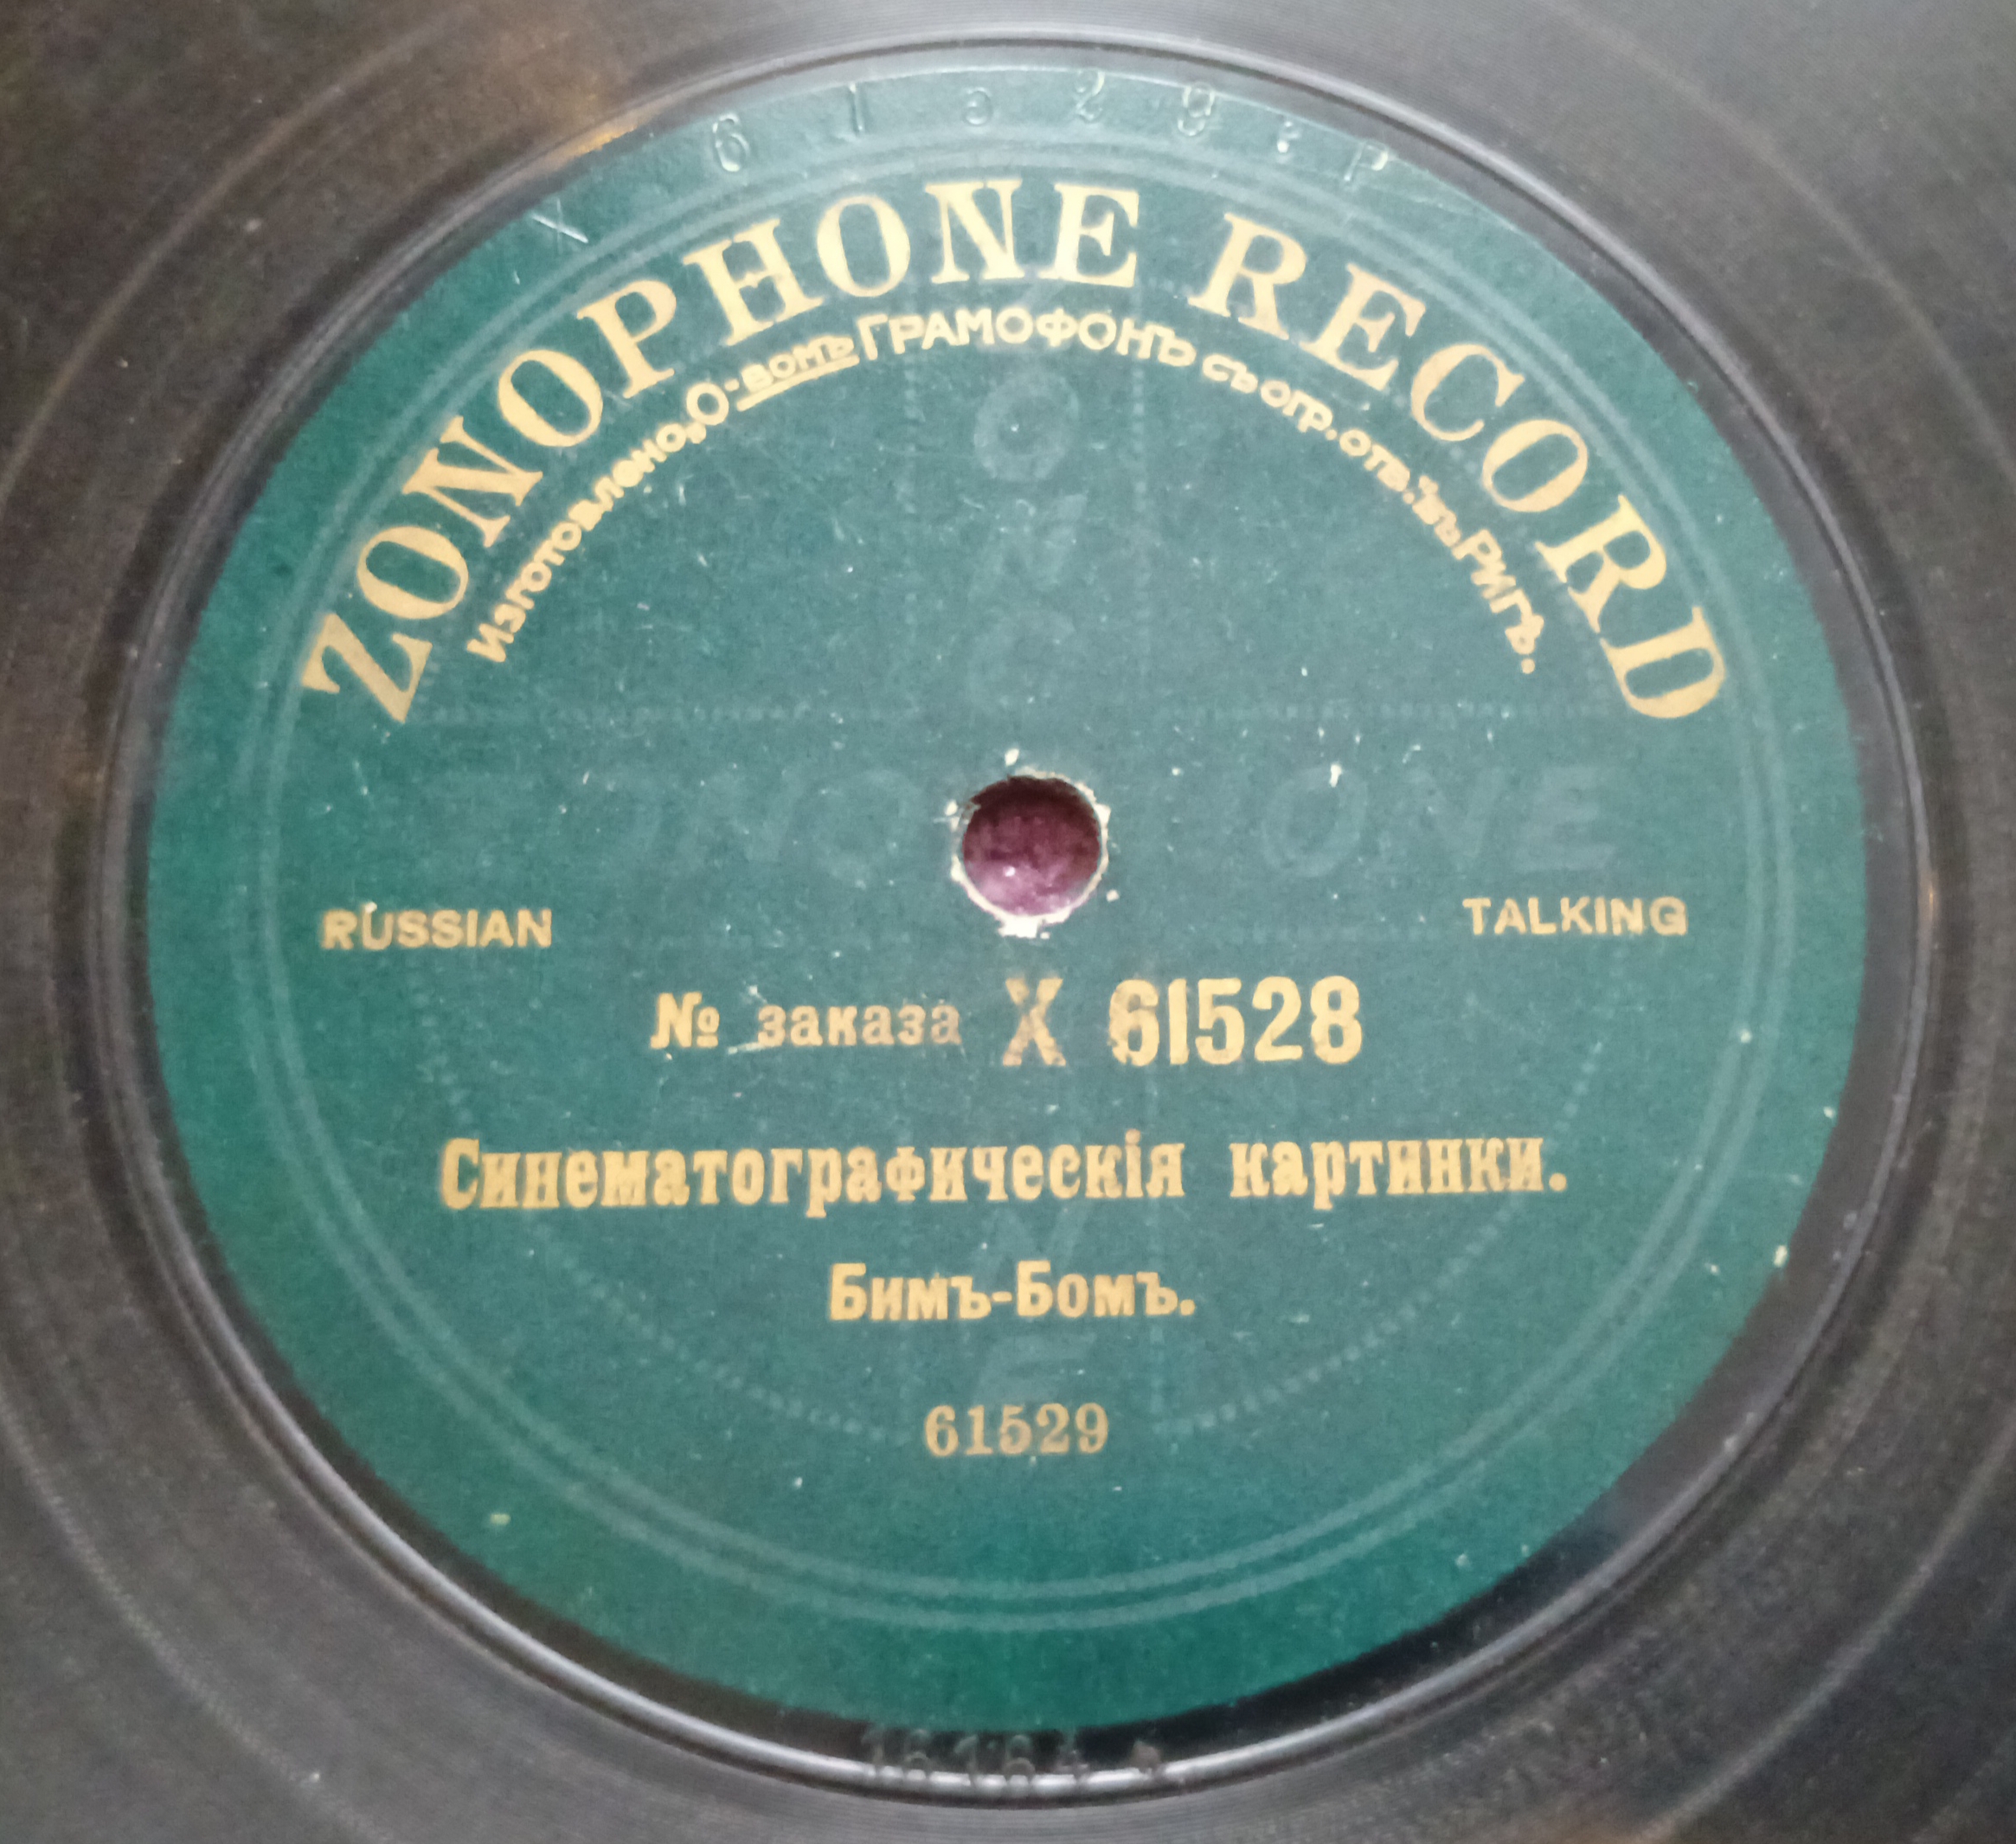 X 61529 P
ZONOPHONE RECORD
Изготовлено „О-вомъ ГРАМОФОНЪ съ огр. отв." въ Ригѣ.
RUSSIAN
TALKING
№ заказа X 61528
Синематографическія картинки.
Бимъ-Бомъ.
61529